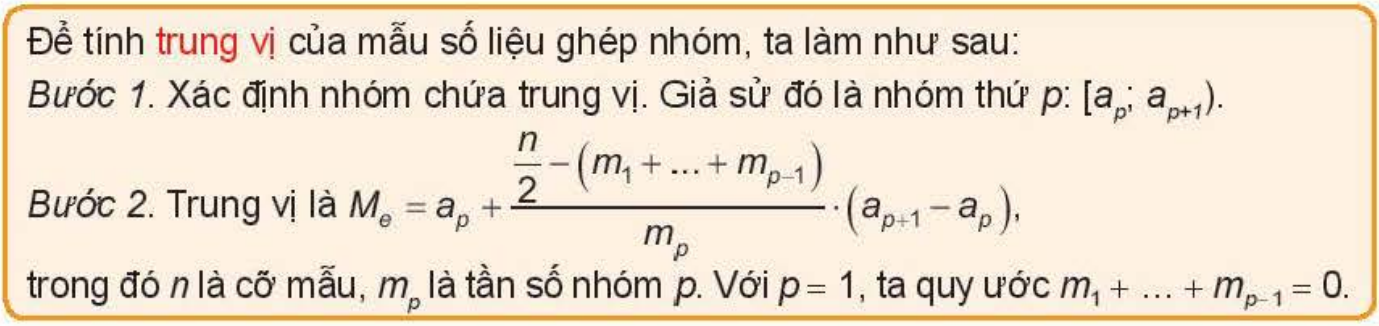 Để tính trung vị của mẫu số liệu ghép nhóm, ta làm như sau:
Bước 1. Xác định nhóm chứa trung vị. Giả sử đó là nhóm thứ p: [a_p; a_{p+1}).
Bước 2. Trung vị là M_e = a_p + \frac{\frac{n}{2} - (m_1 + ... + m_{p-1})}{m_p} \cdot (a_{p+1} - a_p),
trong đó n là cỡ mẫu, m_p là tần số nhóm p. Với p = 1, ta quy ước m_1 + ... + m_{p-1} = 0.